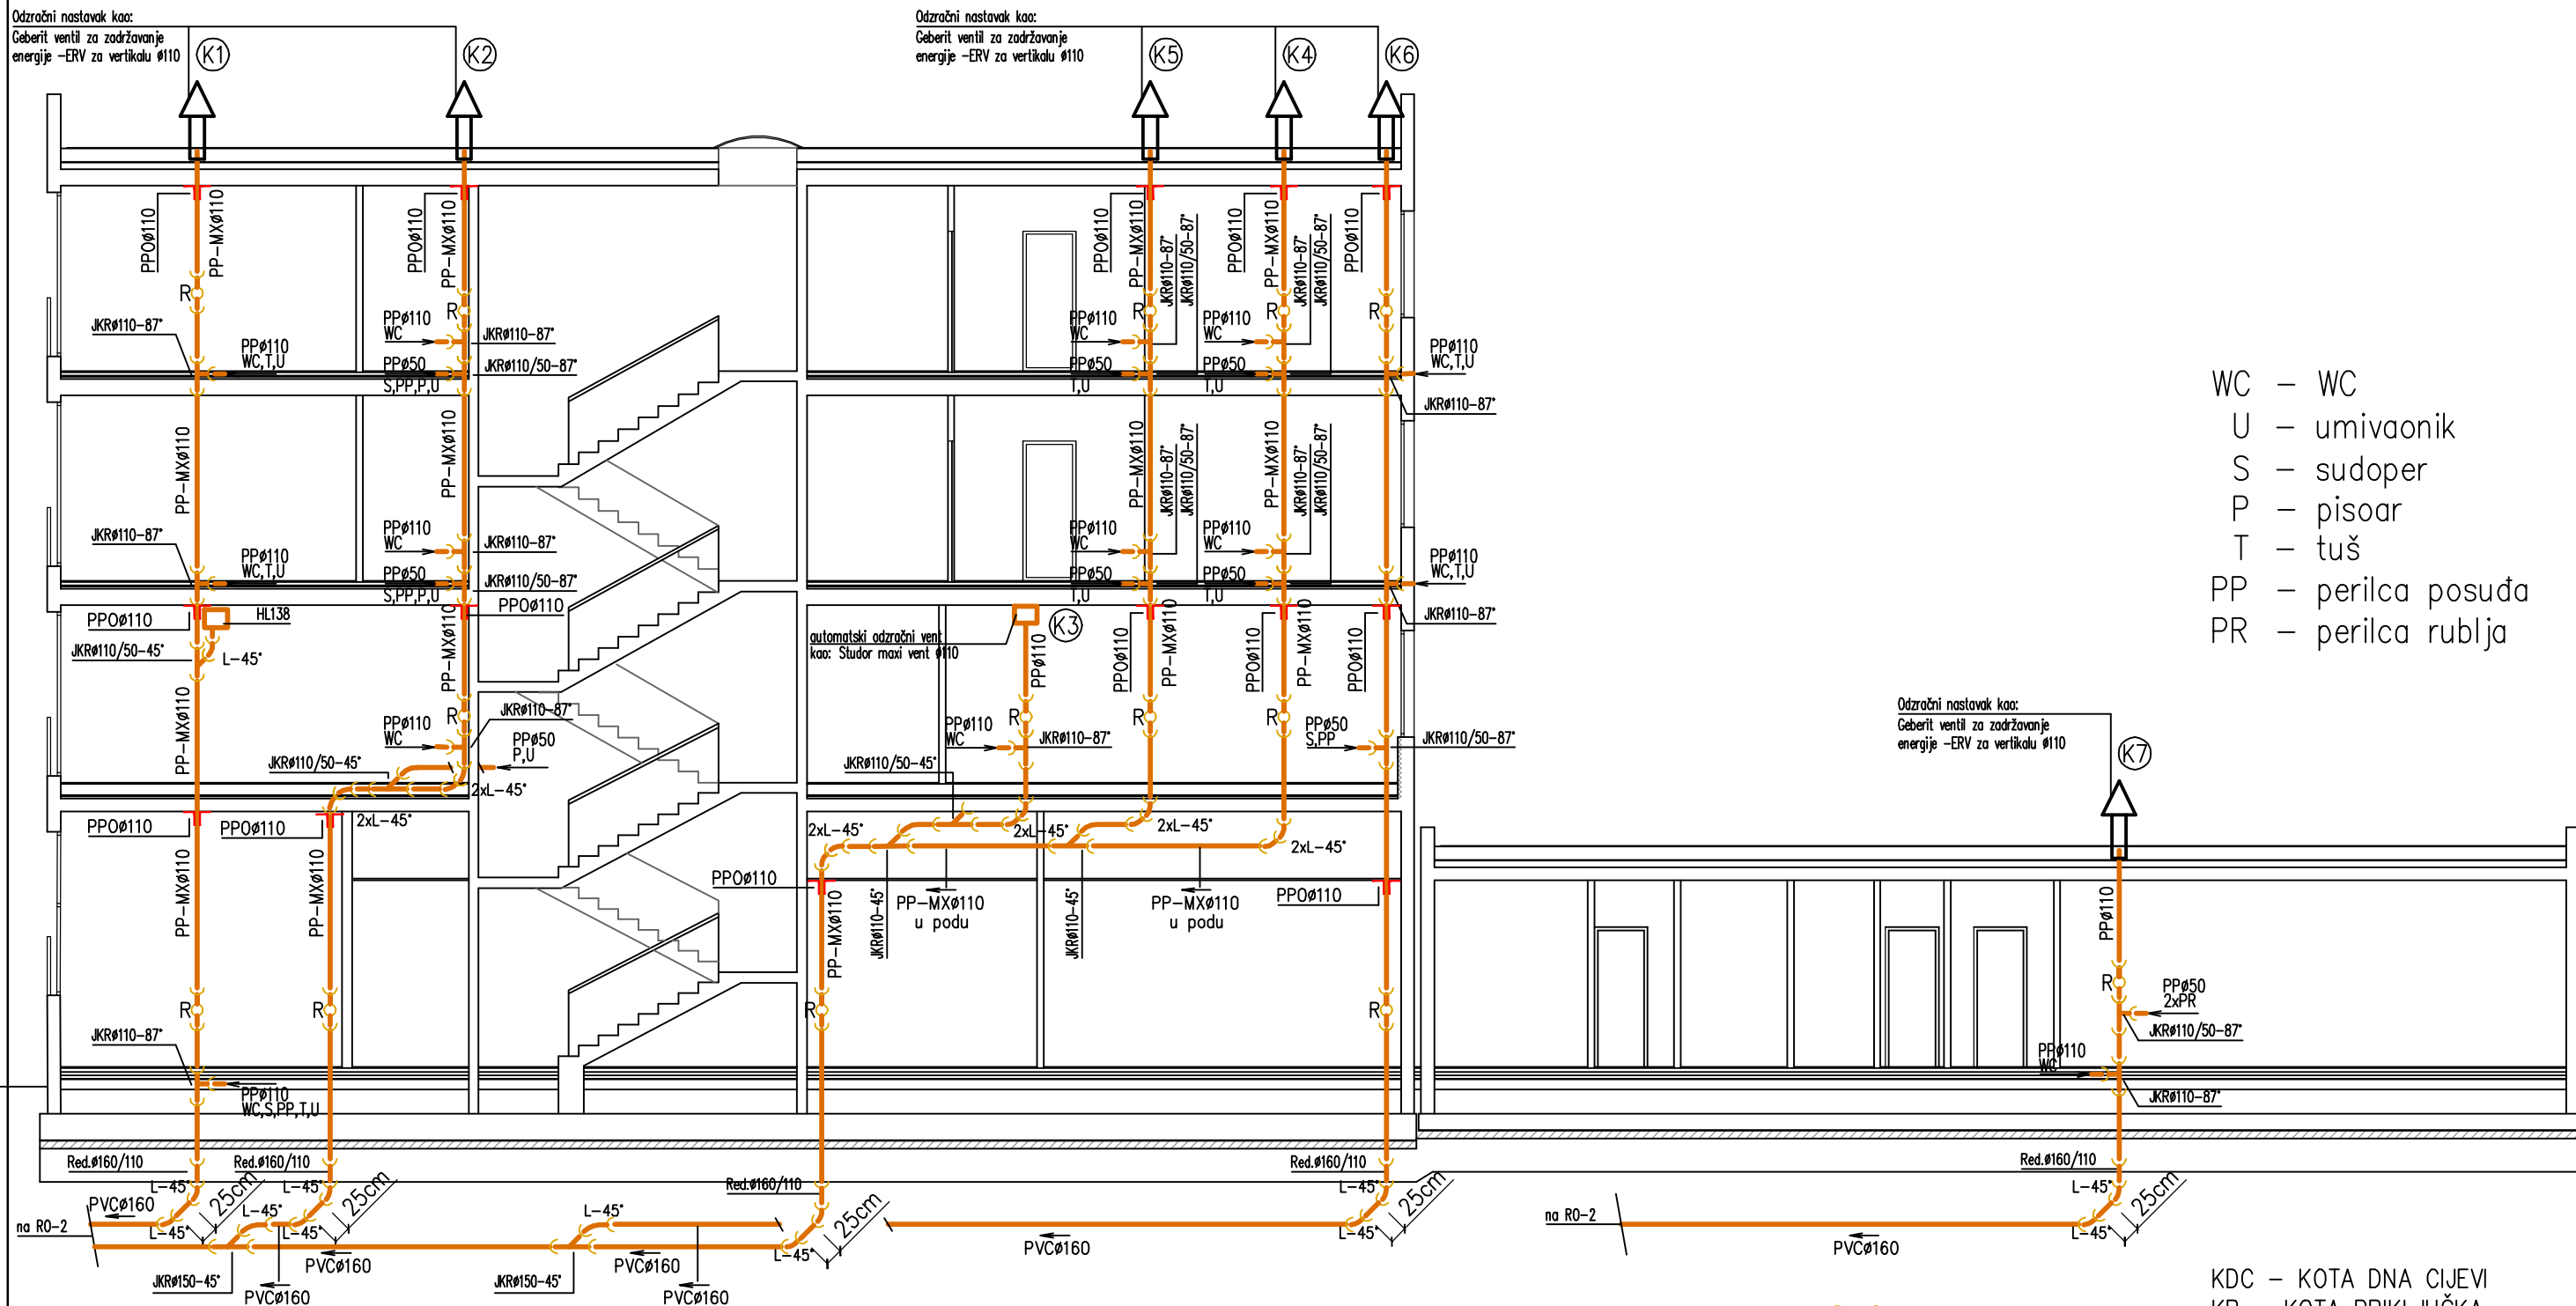 Odzračni nastavak kao:
Geberit ventil za zadržavanje
energije -ERV za vertikalu ø110
K1
K2
Odzračni nastavak kao:
Geberit ventil za zadržavanje
energije -ERV za vertikalu ø110
K5
K4
K6
PPOø110
PP-MXø110
PPOø110
PP-MXø110
PPOø110
PP-MXø110
JKRø110-87°
JKRø110/50-87°
PPOø110
PP-MXø110
JKRø110-87°
JKRø110/50-87°
PPOø110
R
R
R
R
R
JKRø110-87°
PPø110
WC,T,U
PPø110
WC
JKRø110-87°
PPø50
S,PP,P,U
JKRø110/50-87°
PPø110
WC
PPø50
T,U
PPø110
WC
PPø50
T,U
PPø110
WC,T,U
JKRø110-87°
WC - WC
U - umivaonik
S - sudoper
P - pisoar
T - tuš
PP - perilca posuđa
PR - perilca rublja
PP-MXø110
PP-MXø110
PP-MXø110
JKRø110-87°
JKRø110/50-87°
PP-MXø110
JKRø110-87°
JKRø110/50-87°
JKRø110-87°
PPø110
WC,T,U
PPø110
WC
JKRø110-87°
PPø50
S,PP,P,U
JKRø110/50-87°
PPø110
WC
PPø50
T,U
PPø110
WC
PPø50
T,U
PPø110
WC,T,U
JKRø110-87°
PPOø110
HL138
JKRø110/50-45°
L-45°
PP-MXø110
PP-MXø110
PPOø110
automatski odzračni vent
kao: Studor maxi vent ø110
K3
PPø110
PPOø110
PP-MXø110
PPOø110
PP-MXø110
PPOø110
R
R
R
R
PPø110
WC
JKRø110-87°
PPø50
P,U
JKRø110/50-45°
2xL-45°
PPø110
WC
JKRø110-87°
JKRø110/50-45°
PPø50
S,PP
JKRø110/50-87°
Odzračni nastavak kao:
Geberit ventil za zadržavanje
energije -ERV za vertikalu ø110
K7
PPOø110
PPOø110
2xL-45°
2xL-45°
2xL-45°
2xL-45°
2xL-45°
PP-MXø110
PP-MXø110
PPOø110
PP-MXø110
JKRø110-45°
PP-MXø110
u podu
JKRø110-45°
PP-MXø110
u podu
PPOø110
PPø110
R
R
R
R
R
PPø50
2xPR
JKRø110/50-87°
JKRø110-87°
PPø110
WC,S,PP,T,U
PPø110
WC
JKRø110-87°
Red.ø160/110
Red.ø160/110
Red.ø160/110
Red.ø160/110
Red.ø160/110
PVCø160
na RO-2
L-45°
L-45°
25cm
L-45°
L-45°
L-45°
25cm
L-45°
L-45°
25cm
L-45°
L-45°
25cm
na RO-2
L-45°
L-45°
25cm
JKRø150-45°
PVCø160
PVCø160
JKRø150-45°
PVCø160
PVCø160
PVCø160
PVCø160
KDC - KOTA DNA CIJEVI
KP - KOTA PRIKLJUČKA